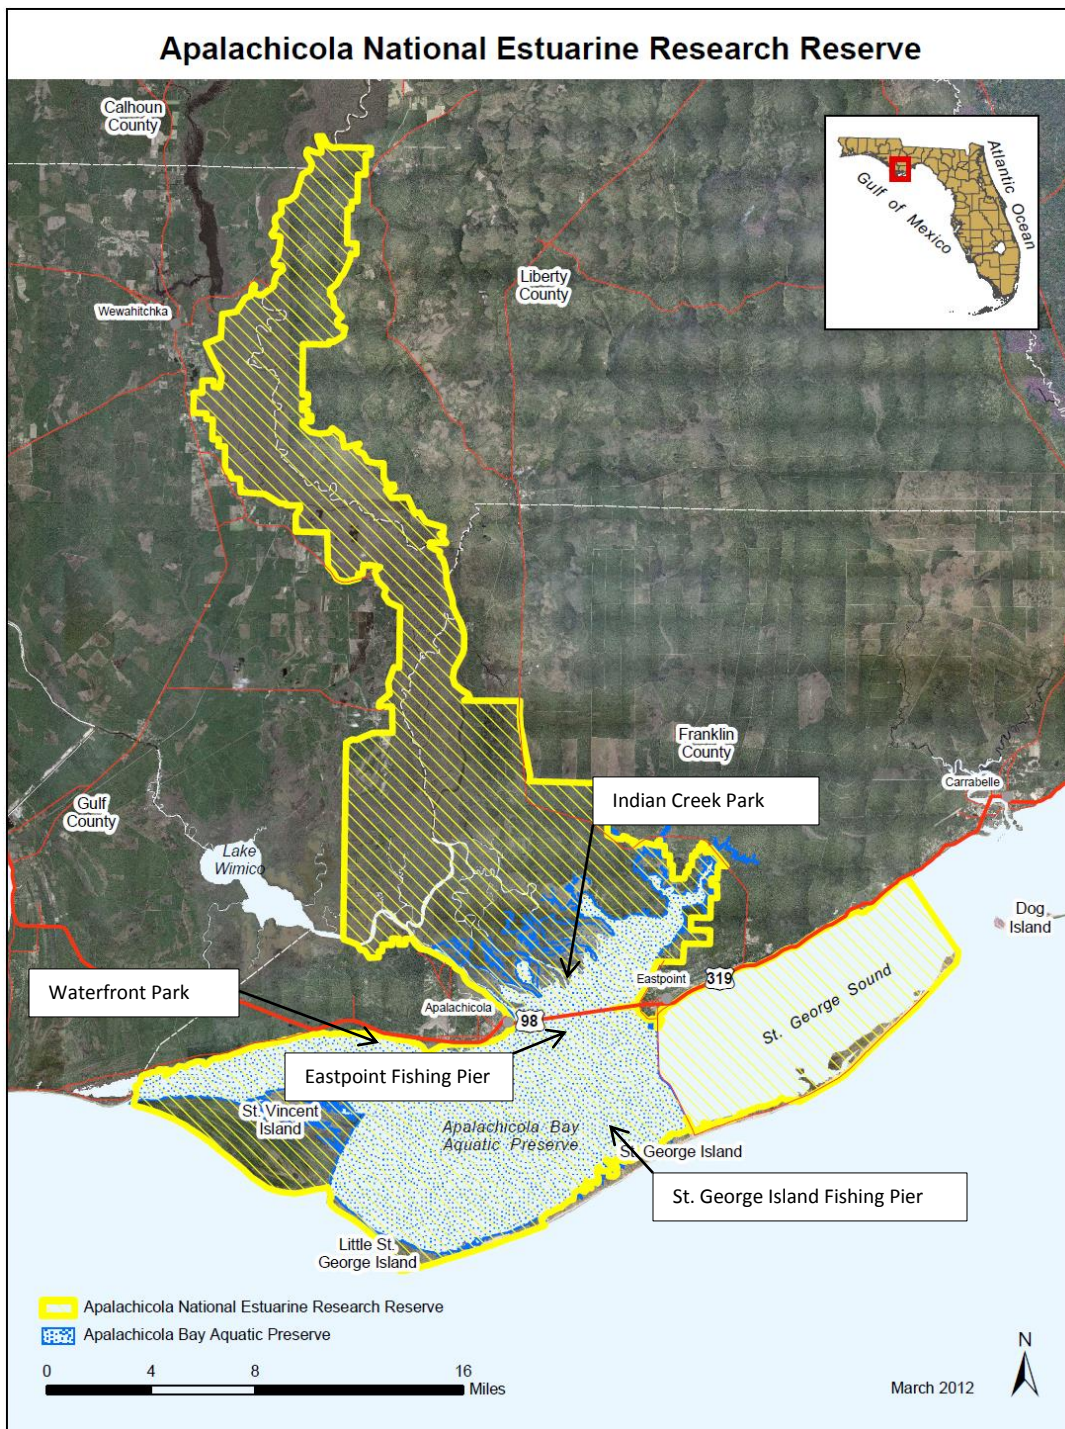 Apalachicola National Estuarine Research Reserve
Calhoun
County
Atlantic Ocean
Gulf of Mexico
Liberty
County
Wewahitchka
Franklin
County
Carrabelle
Indian Creek Park
Gulf
County
Lake
Wimico
Dog
Island
Waterfront Park
Eastpoint
319
St. George Sound
Apalachicola
98
Eastpoint Fishing Pier
St. Vincent
Island
Apalachicola Bay
Aquatic Preserve
St. George Island
St. George Island Fishing Pier
Little St.
George Island
Apalachicola National Estuarine Research Reserve
Apalachicola Bay Aquatic Preserve
0 4 8 16
Miles
March 2012
N